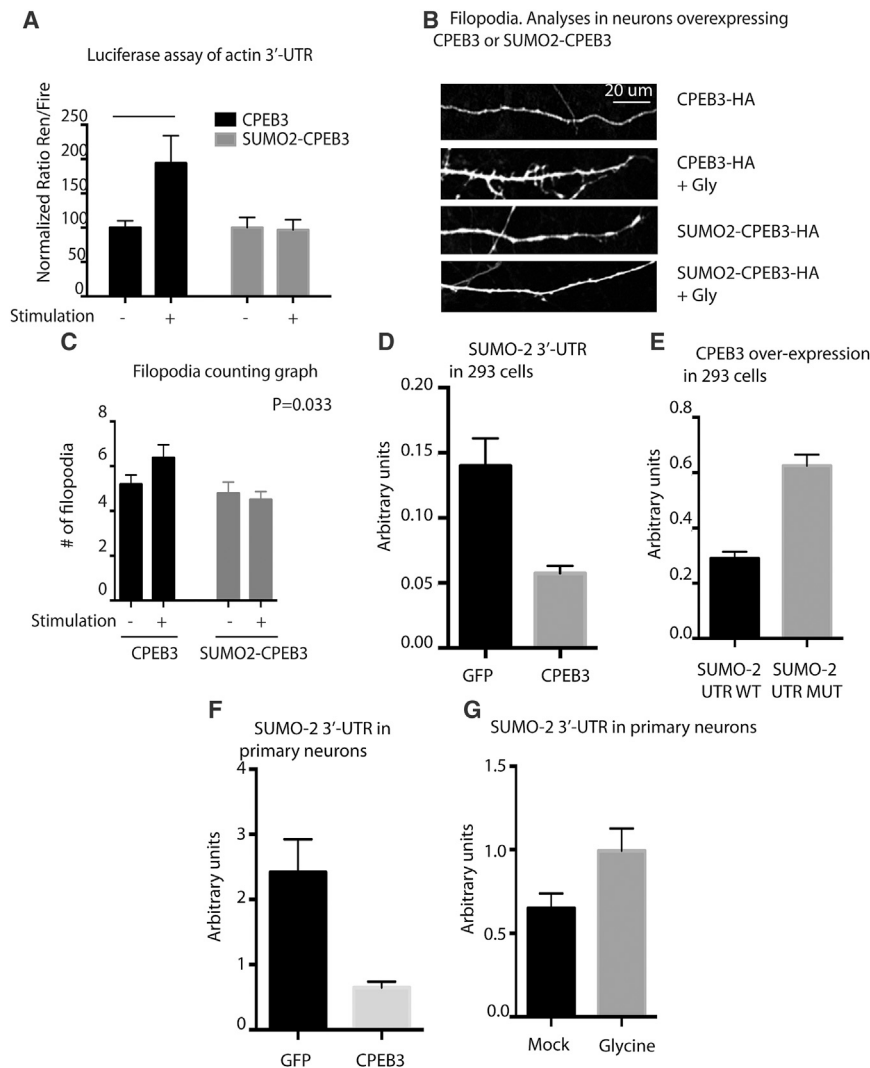 A
Luciferase assay of actin 3′-UTR
Normalized Ratio Ren/Fire
250
200
150
100
50
0
CPEB3
SUMO2-CPEB3
Stimulation - + - +
B Filopodia. Analyses in neurons overexpressing
CPEB3 or SUMO2-CPEB3
20 um
CPEB3-HA
CPEB3-HA
+ Gly
SUMO2-CPEB3-HA
SUMO2-CPEB3-HA
+ Gly
C
Filopodia counting graph
P=0.033
# of filopodia
8
6
4
2
0
Stimulation - + - +
CPEB3 SUMO2-CPEB3
D
SUMO-2 3′-UTR
in 293 cells
Arbitrary units
0.20
0.15
0.10
0.05
0.00
GFP CPEB3
E
CPEB3 over-expression
in 293 cells
Arbitrary units
0.8
0.6
0.4
0.2
0.0
SUMO-2 SUMO-2
UTR WT UTR MUT
F
SUMO-2 3′-UTR in
primary neurons
Arbitrary units
4
3
2
1
0
GFP CPEB3
G
SUMO-2 3′-UTR in primary neurons
Arbitrary units
1.5
1.0
0.5
0.0
Mock Glycine